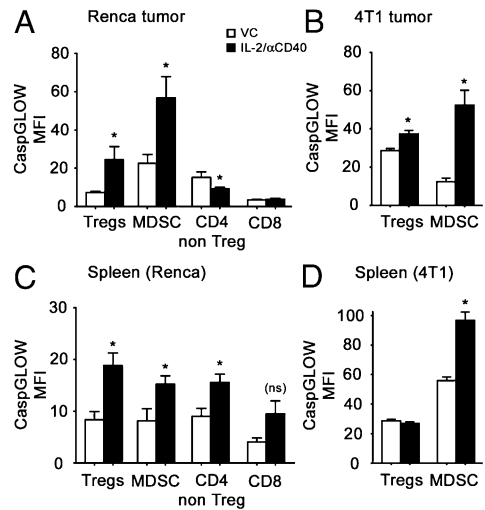 A Renca tumor
VC
IL-2/αCD40
CaspGLOW
MFI
80
60
40
20
0
*
*
*
Tregs MDSC CD4 CD8
non Treg
B 4T1 tumor
CaspGLOW
MFI
80
60
40
20
0
*
*
Tregs MDSC
C Spleen (Renca)
CaspGLOW
MFI
30
20
10
0
*
*
*
(ns)
Tregs MDSC CD4 CD8
non Treg
D Spleen (4T1)
CaspGLOW
MFI
100
80
60
40
20
0
*
Tregs MDSC